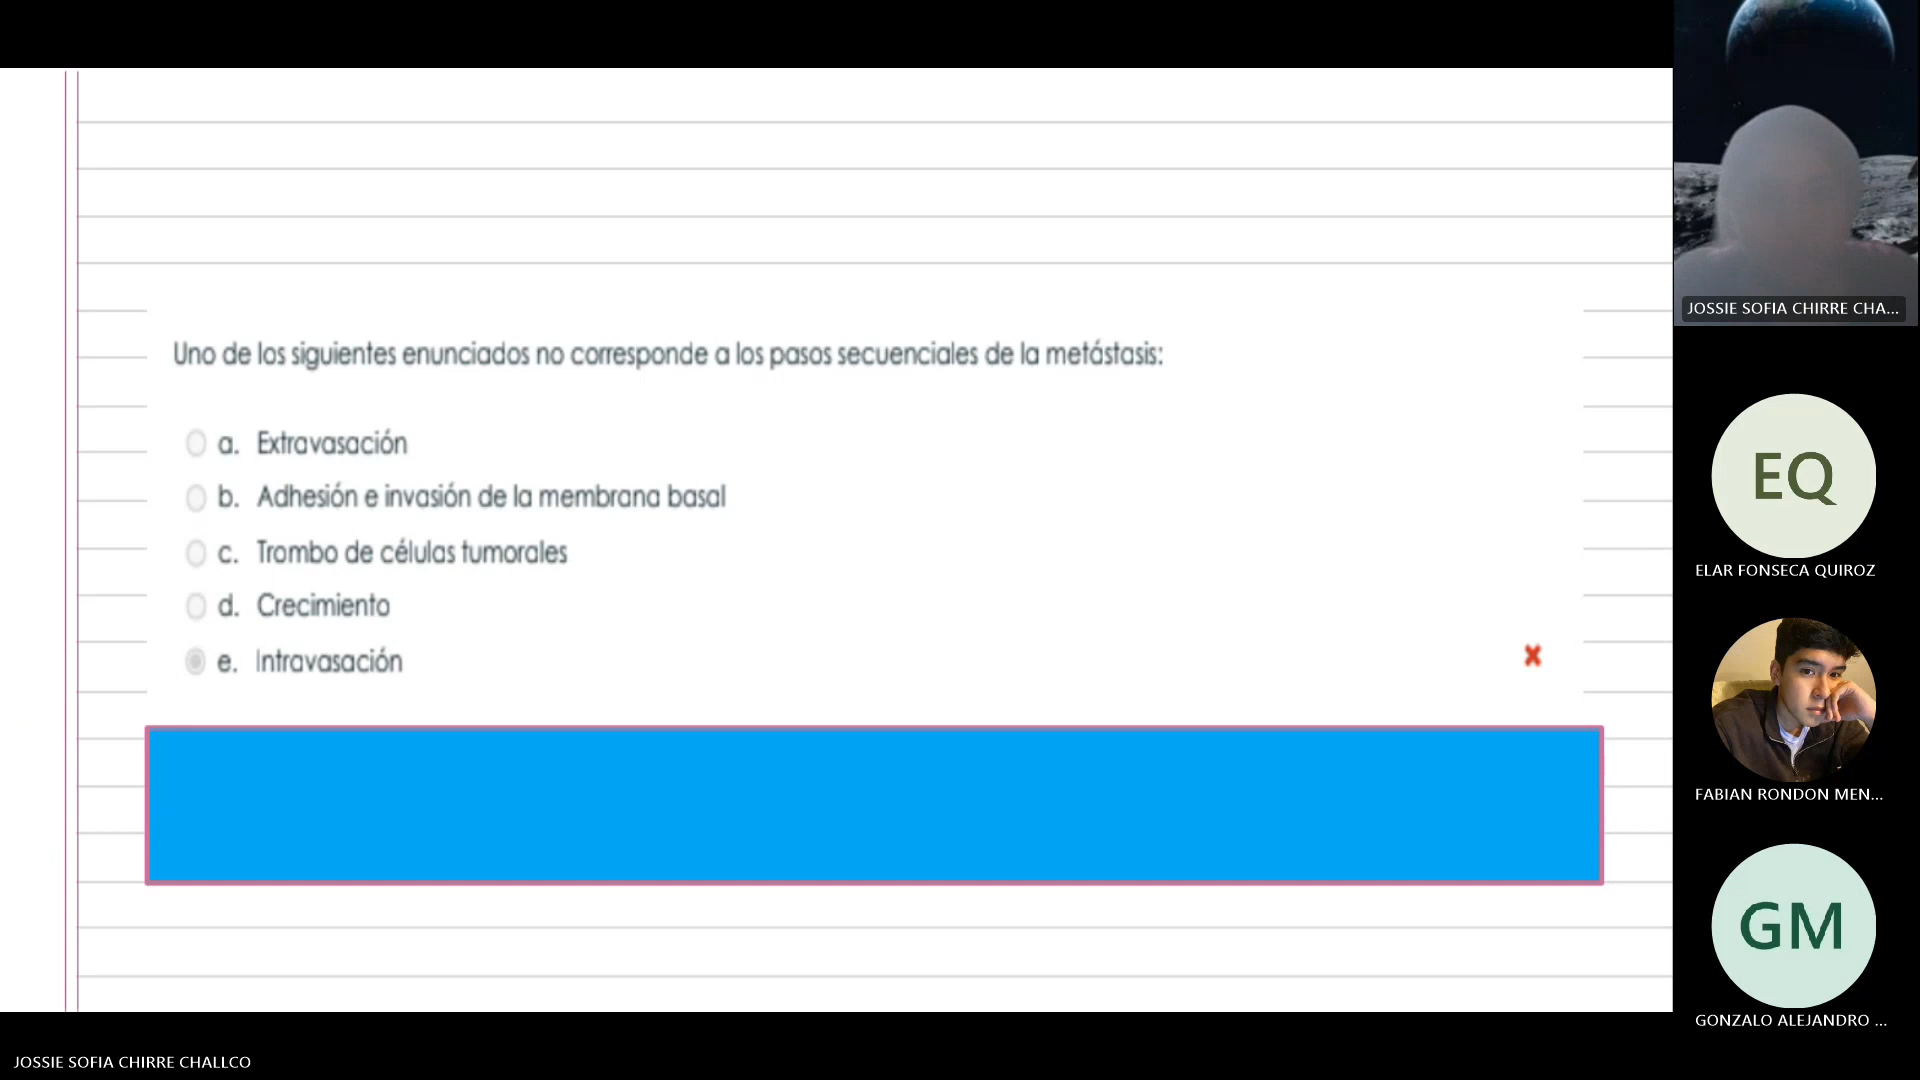 Uno de los siguientes enunciados no corresponde a los pasos secuenciales de la metástasis:
a. Extravasación
b. Adhesión e invasión de la membrana basal
c. Trombo de células tumorales
d. Crecimiento
e. Intravasación
JOSSIE SOFIA CHIRRE CHA...
EQ
ELAR FONSECA QUIROZ
FABIAN RONDON MEN...
GM
GONZALO ALEJANDRO ...
JOSSIE SOFIA CHIRRE CHALLCO